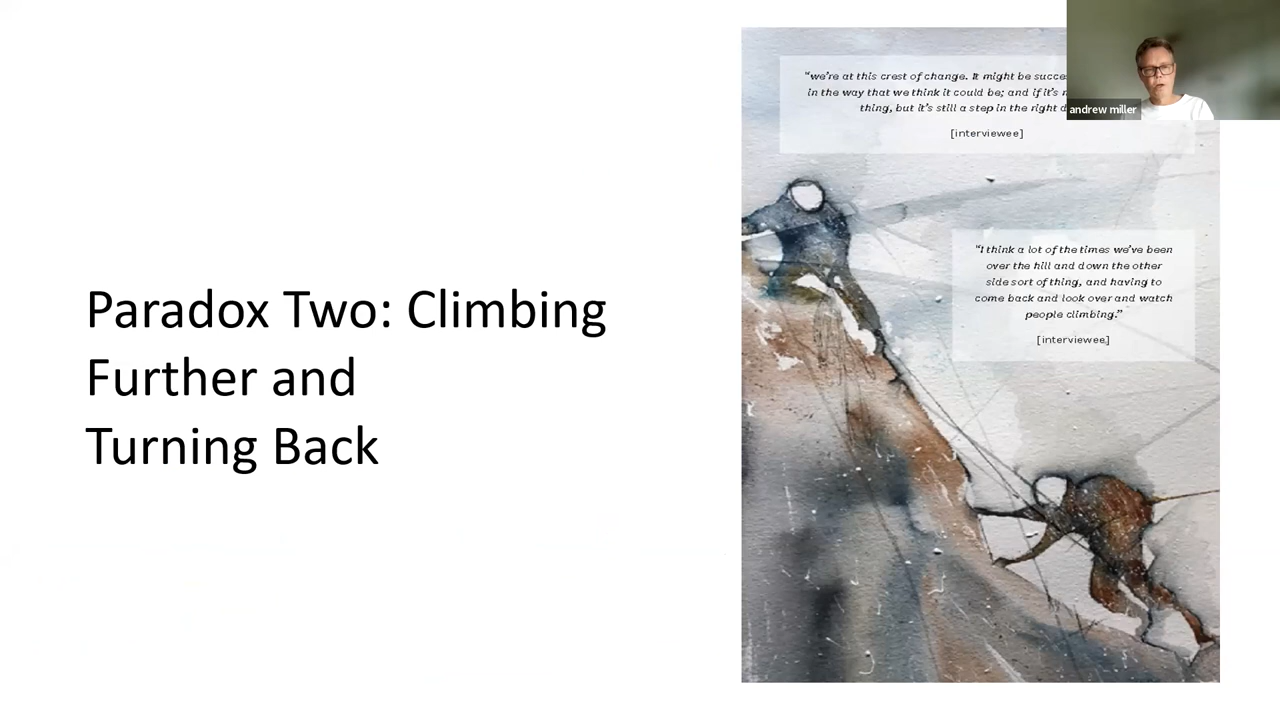 Paradox Two: Climbing
Further and
Turning Back
"we're at this crest of change. It might be
in the way that we think it could be; and if it's
thing, but it's still a step in the right
[interviewee]
"I think a lot of the times we've been
over the hill and down the other
side sort of thing, and having to
come back and look over and watch
people climbing."
[interviewee]
andrew miller